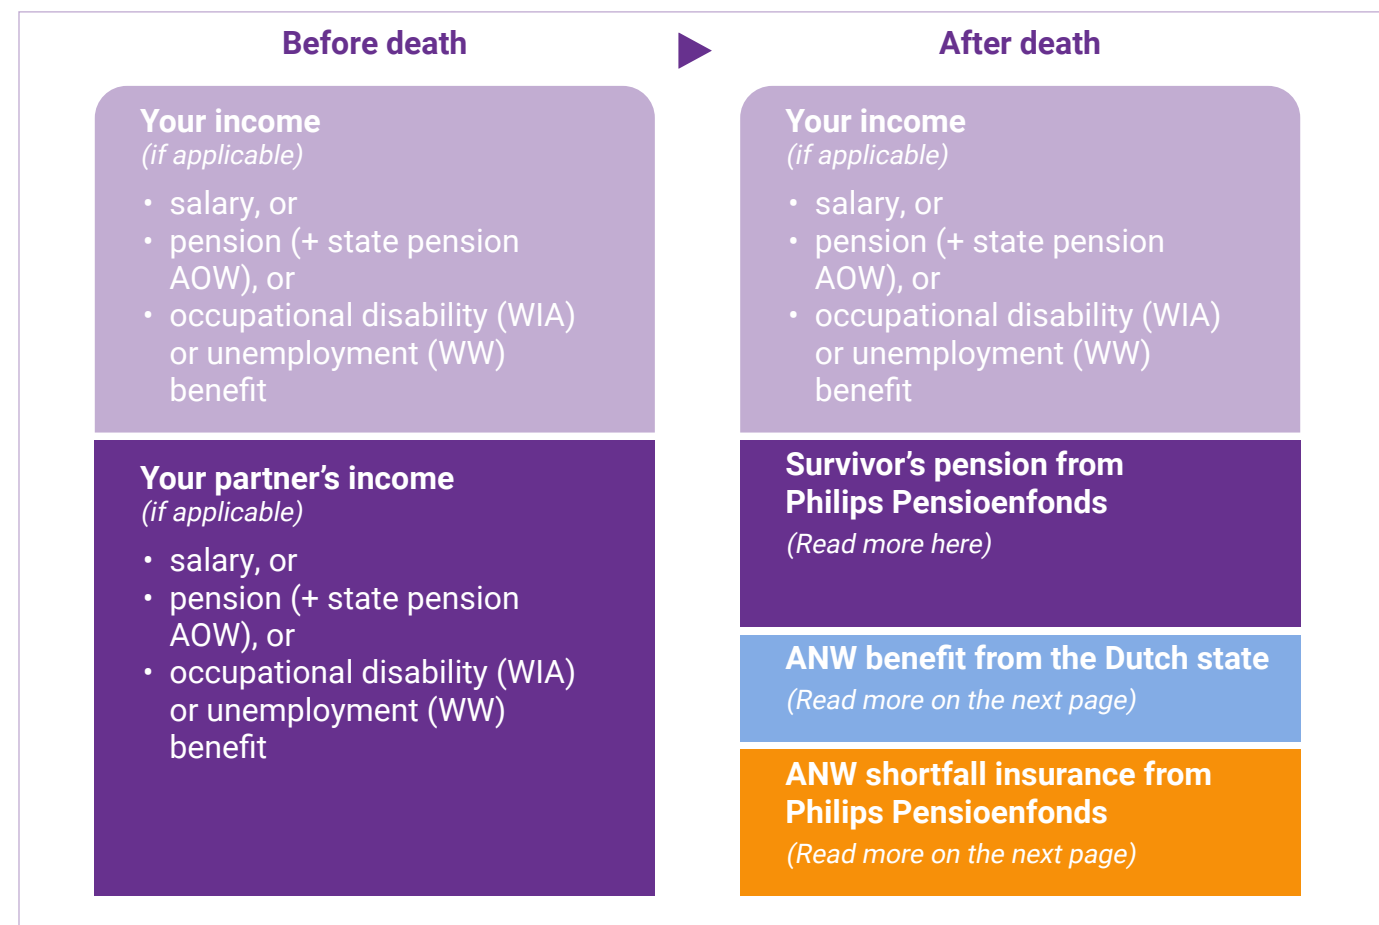 Before death
Your income
(if applicable)
• salary, or
• pension (+ state pension
AOW), or
• occupational disability (WIA)
or unemployment (WW)
benefit
Your partner’s income
(if applicable)
• salary, or
• pension (+ state pension
AOW), or
• occupational disability (WIA)
or unemployment (WW)
benefit
After death
Your income
(if applicable)
• salary, or
• pension (+ state pension
AOW), or
• occupational disability (WIA)
or unemployment (WW)
benefit
Survivor’s pension from
Philips Pensioenfonds
(Read more here)
ANW benefit from the Dutch state
(Read more on the next page)
ANW shortfall insurance from
Philips Pensioenfonds
(Read more on the next page)